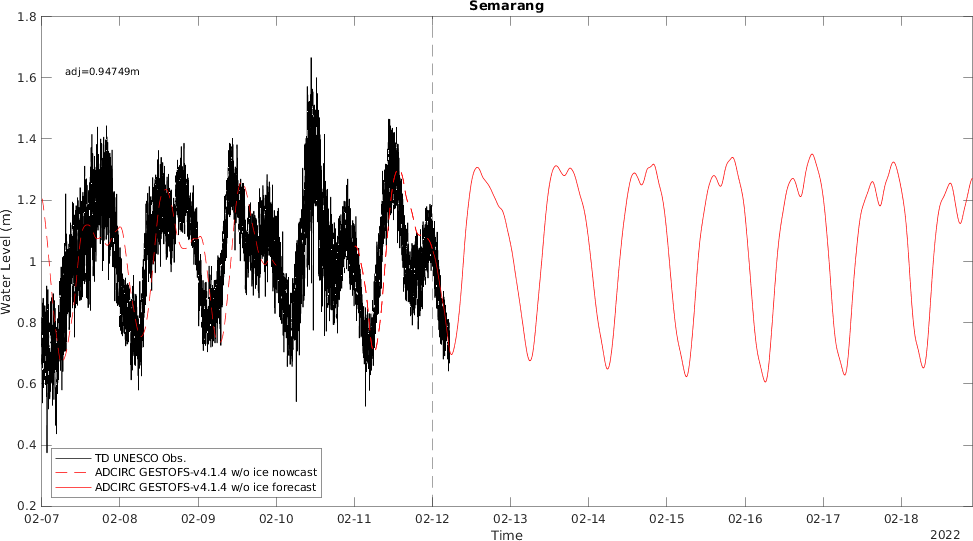 Semarang
1.8
1.6
1.4
1.2
1
0.8
0.6
0.4
0.2
Water Level (m)
adj=0.94749m
TD UNESCO Obs.
ADCIRC GESTOFS-v4.1.4 w/o ice nowcast
ADCIRC GESTOFS-v4.1.4 w/o ice forecast
02-07 02-08 02-09 02-10 02-11 02-12 02-13 02-14 02-15 02-16 02-17 02-18
Time
2022